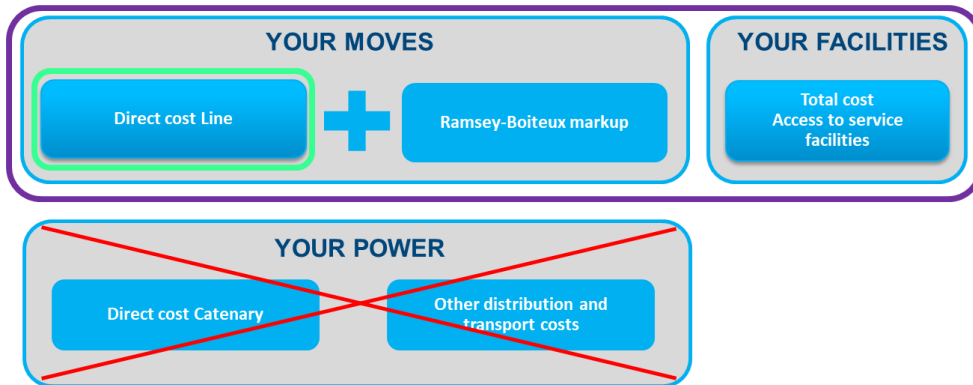 YOUR MOVES
Direct cost Line
Ramsey-Boiteux markup
YOUR FACILITIES
Total cost
Access to service
facilities
YOUR POWER
Direct cost Catenary
Other distribution and
transport costs